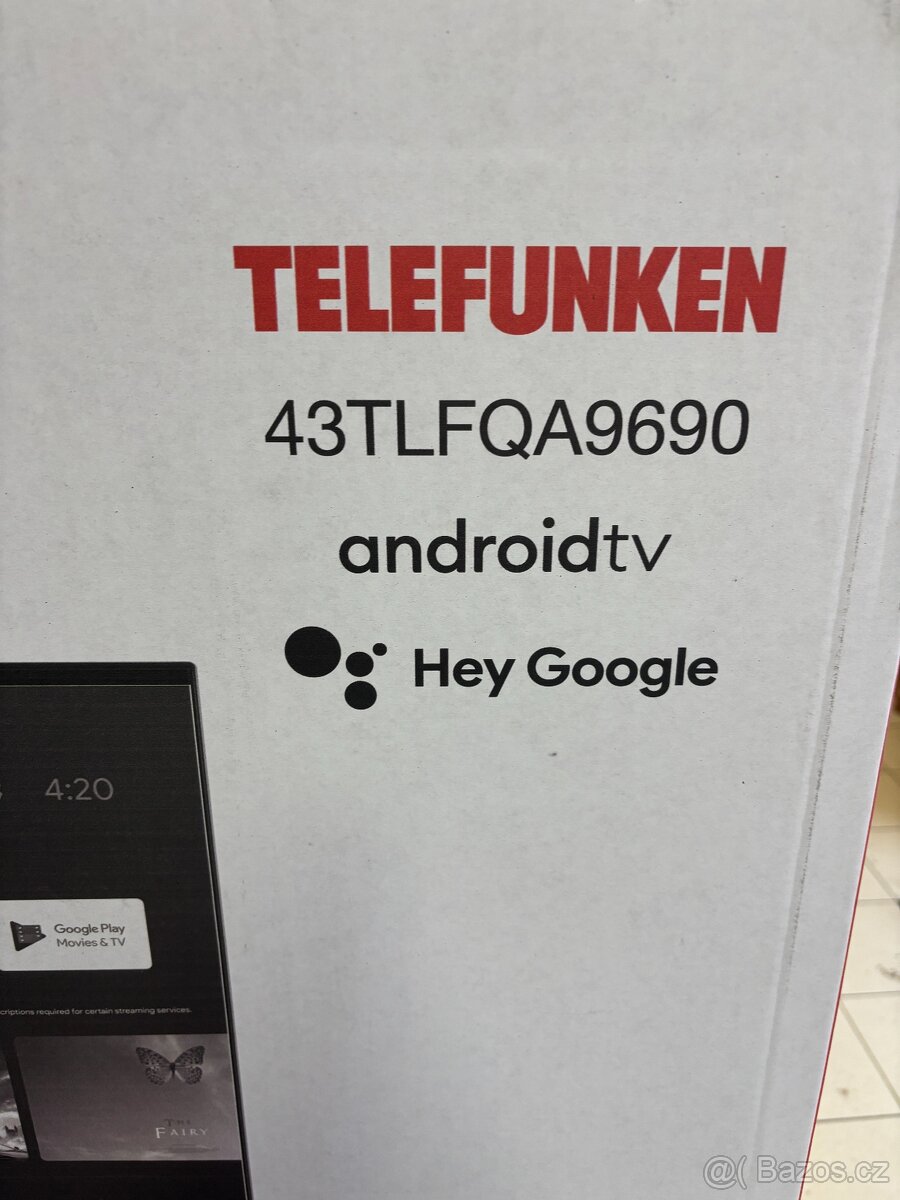 TELEFUNKEN
43TLFQA9690
androidtv
Hey Google
4:20
Google Play
Movies & TV
criptions required for certain streaming services.
THE
FAIRY
@( Bazos.cz